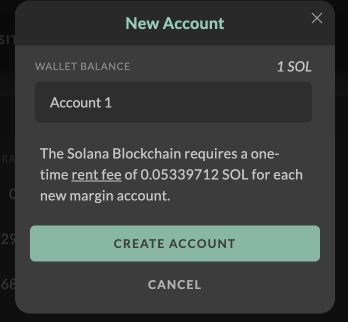 New Account
WALLET BALANCE 1 SOL
Account 1
The Solana Blockchain requires a one-
time rent fee of 0.05339712 SOL for each
new margin account.
CREATE ACCOUNT
CANCEL